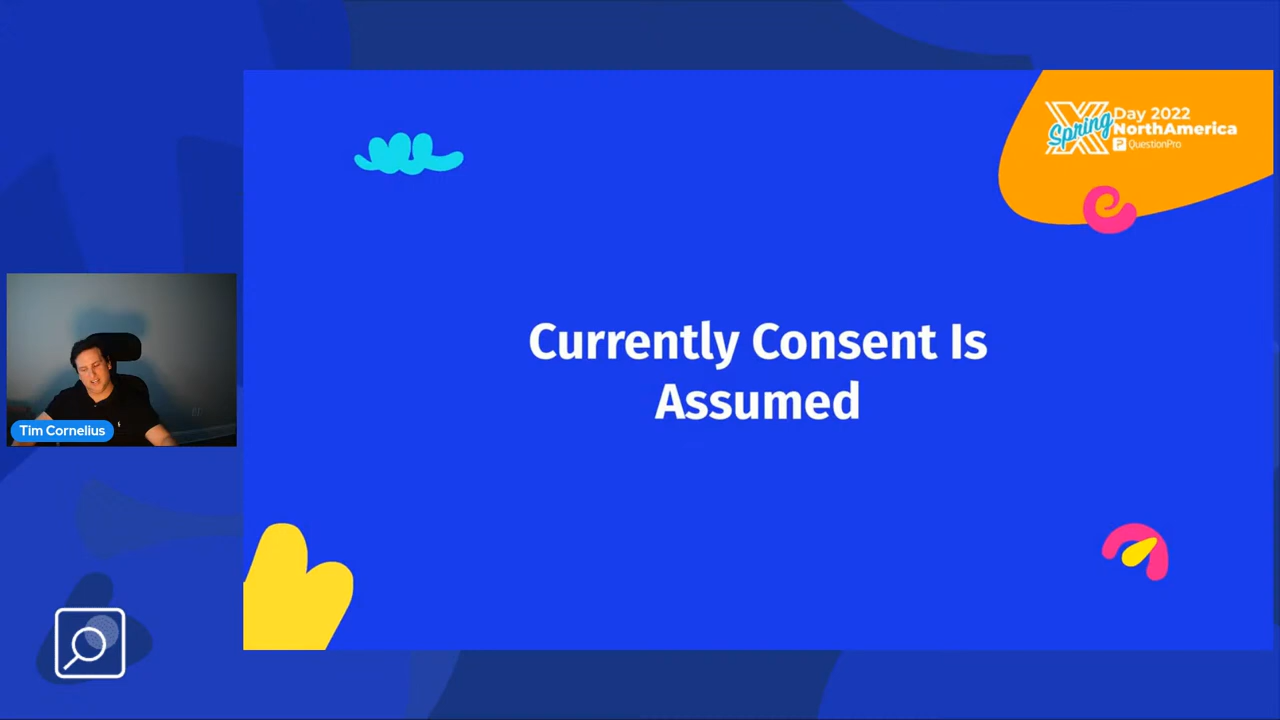 Spring
Day 2022
NorthAmerica
QuestionPro
Currently Consent Is
Assumed
Tim Cornelius